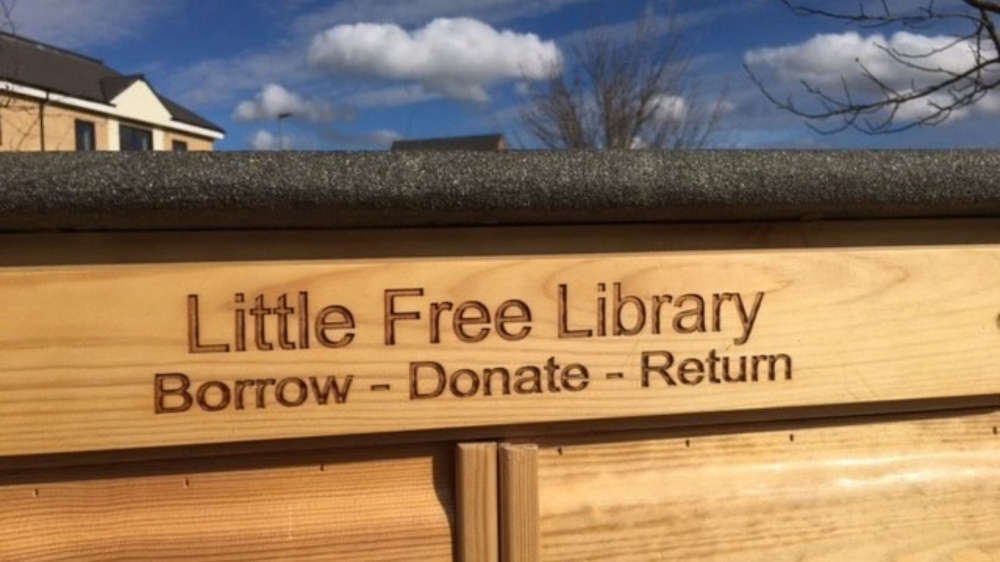 Little Free Library
Borrow - Donate - Return